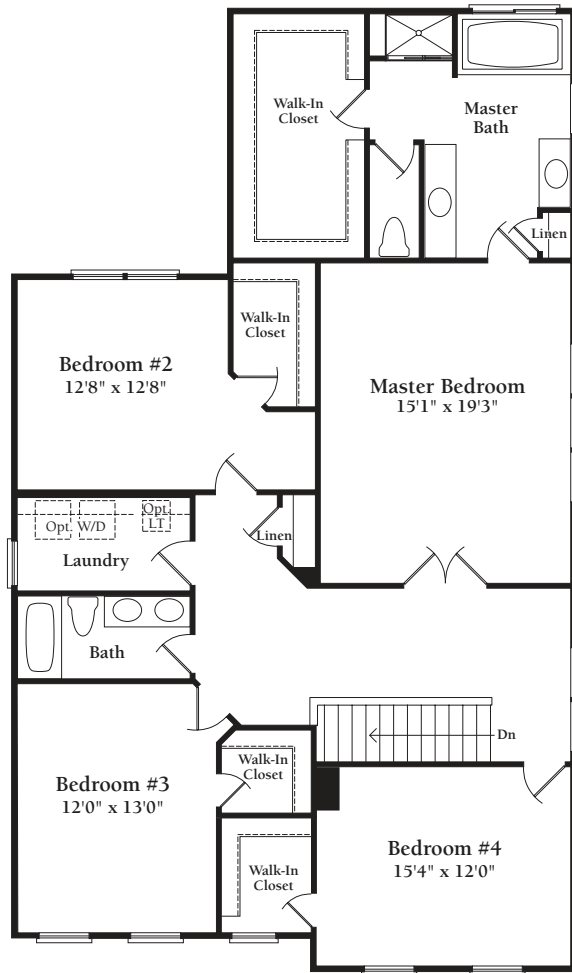 Walk-In
Closet
Master
Bath
Linen
Walk-In
Closet
Bedroom #2
12'8" x 12'8"
Master Bedroom
15'1" x 19'3"
Opt. W/D
Opt.
LT
Linen
Laundry
Bath
Dn
Walk-In
Closet
Bedroom #3
12'0" x 13'0"
Bedroom #4
15'4" x 12'0"
Walk-In
Closet